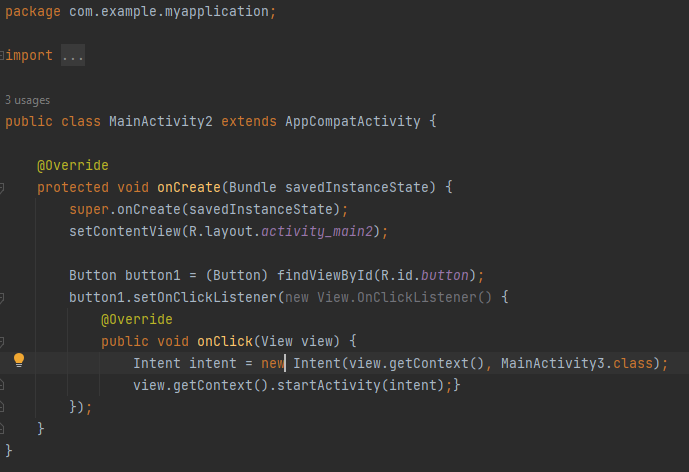 package com.example.myapplication;
import ...
3 usages
public class MainActivity2 extends AppCompatActivity {
@Override
protected void onCreate(Bundle savedInstanceState) {
super.onCreate(savedInstanceState);
setContentView(R.layout.activity_main2);
Button button1 = (Button) findViewById(R.id.button);
button1.setOnClickListener(new View.OnClickListener() {
@Override
public void onClick(View view) {
Intent intent = new Intent(view.getContext(), MainActivity3.class);
view.getContext().startActivity(intent);}
});
}
}